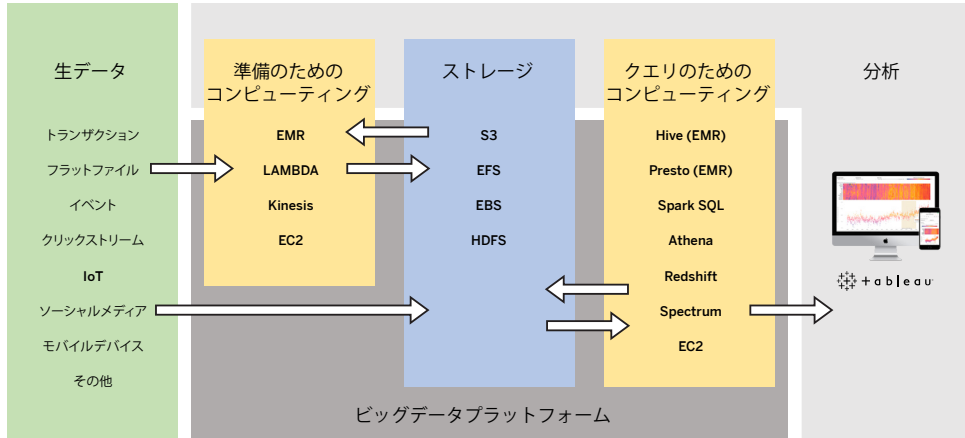 生データ
トランザクション
フラットファイル
イベント
クリックストリーム
IoT
ソーシャルメディア
モバイルデバイス
その他
準備のための
コンピューティング
EMR
LAMBDA
Kinesis
EC2
ストレージ
S3
EFS
EBS
HDFS
クエリのための
コンピューティング
Hive (EMR)
Presto (EMR)
Spark SQL
Athena
Redshift
Spectrum
EC2
分析
+ableau
ビッグデータプラットフォーム